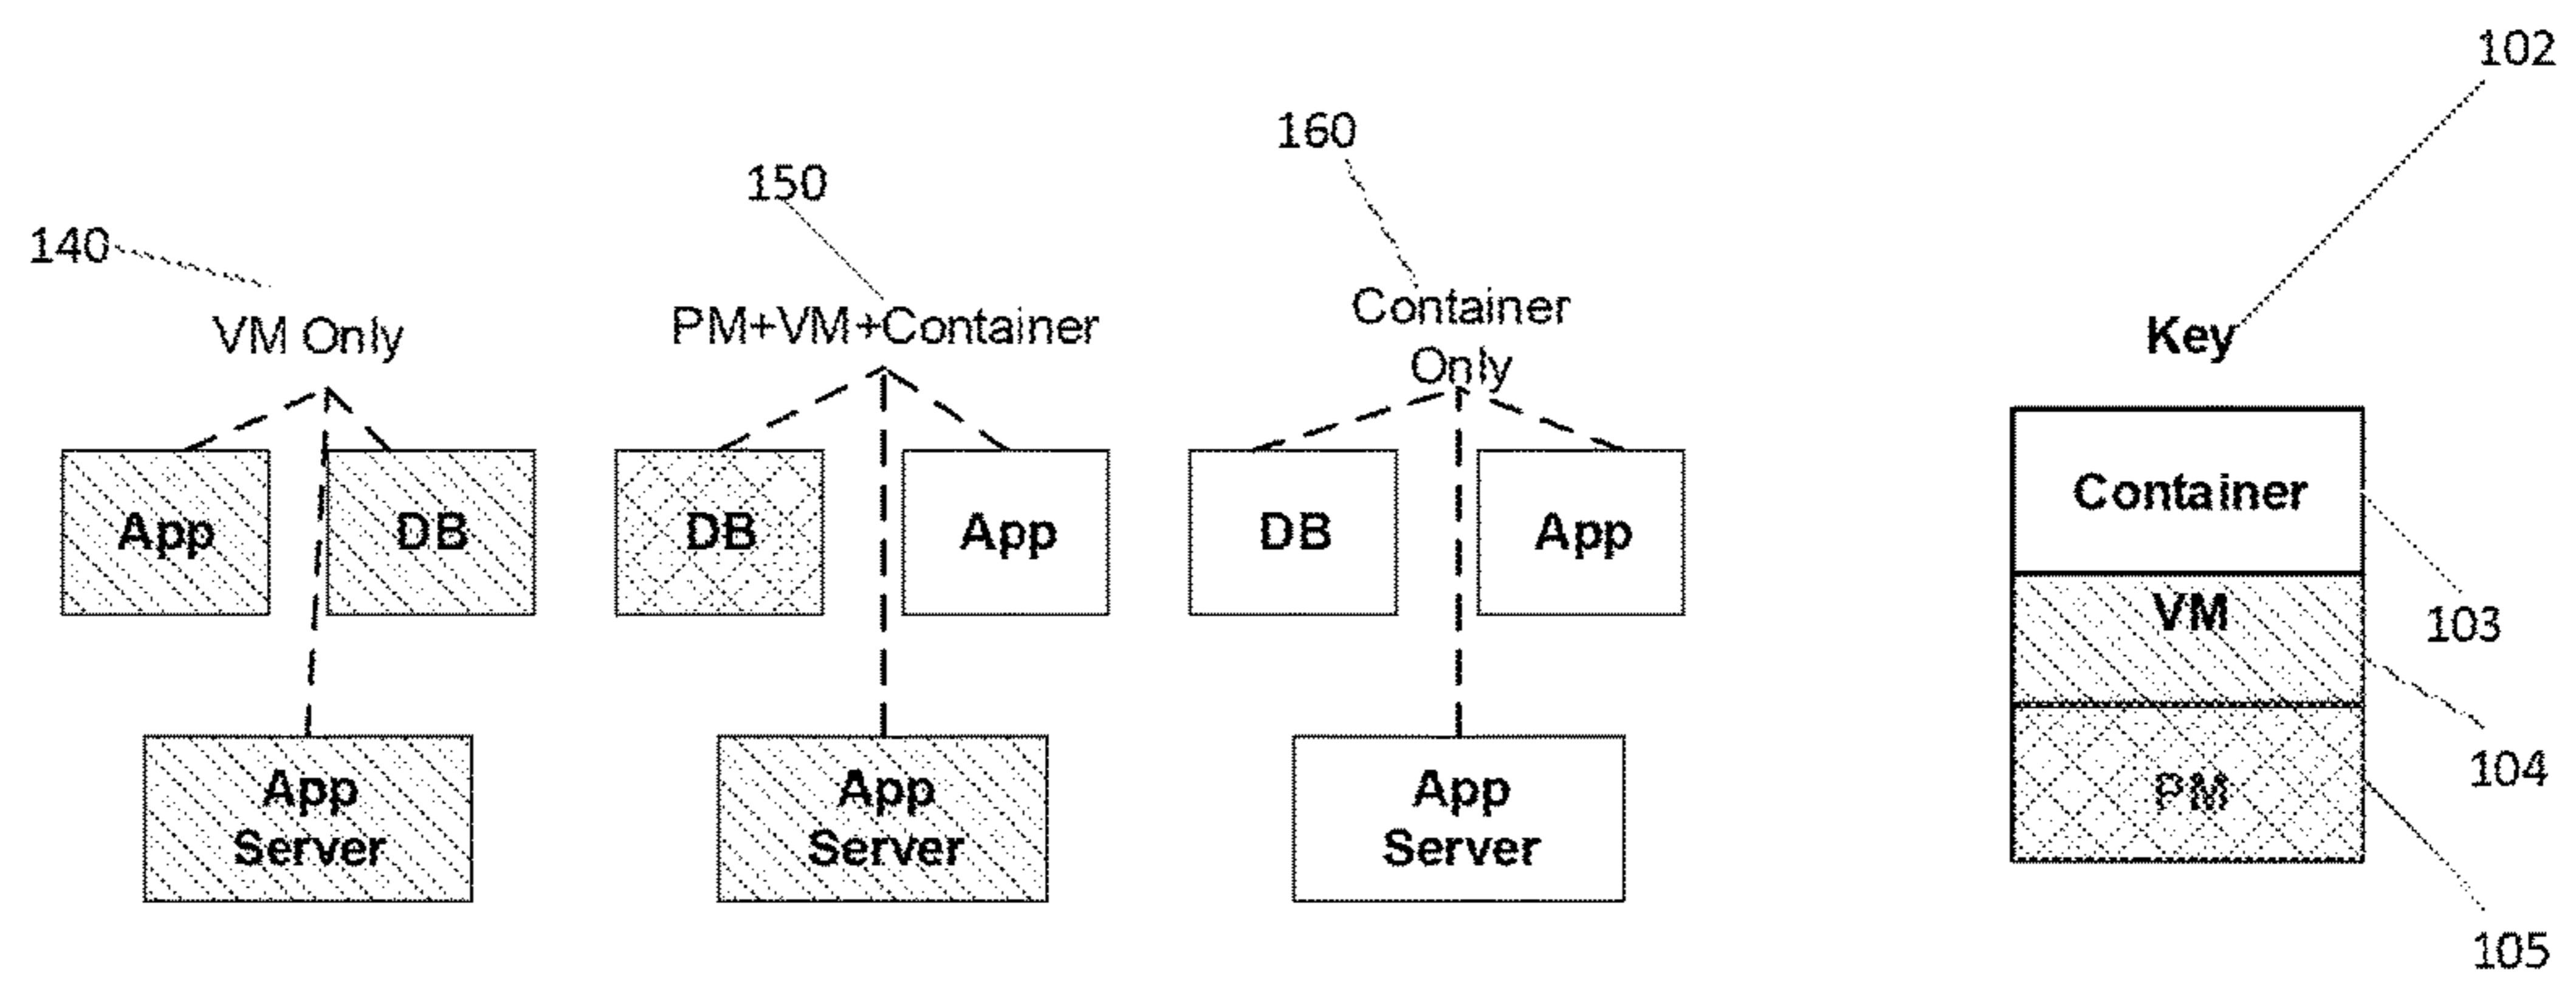 102
160
150
140
VM Only
PM+VM+Container
Container
Only
Key
App
DB
DB
App
DB
App
Container
VM
PM
103
104
105
App
Server
App
Server
App
Server